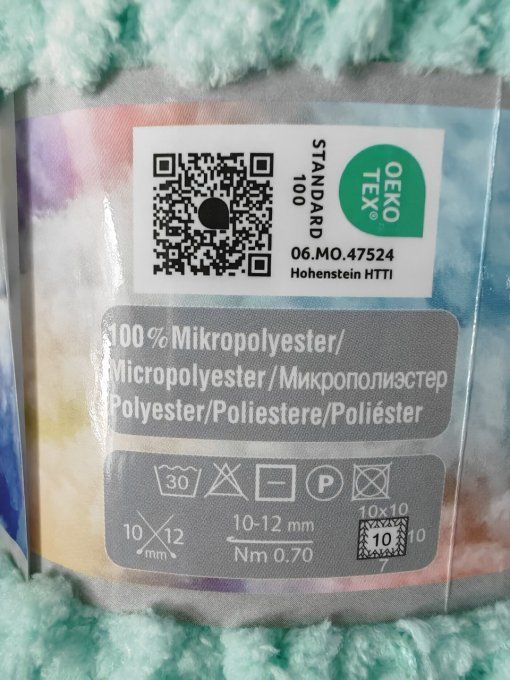 OEKO
TEX®
STANDARD
100
06.MO.47524
Hohenstein HTTI
100% Mikropolyester/
Micropolyester/Микрополиэстер
Polyester/Poliestere/Poliéster
30
P
10x10
10
12
mm
10-12 mm
Nm 0.70
10
10
7